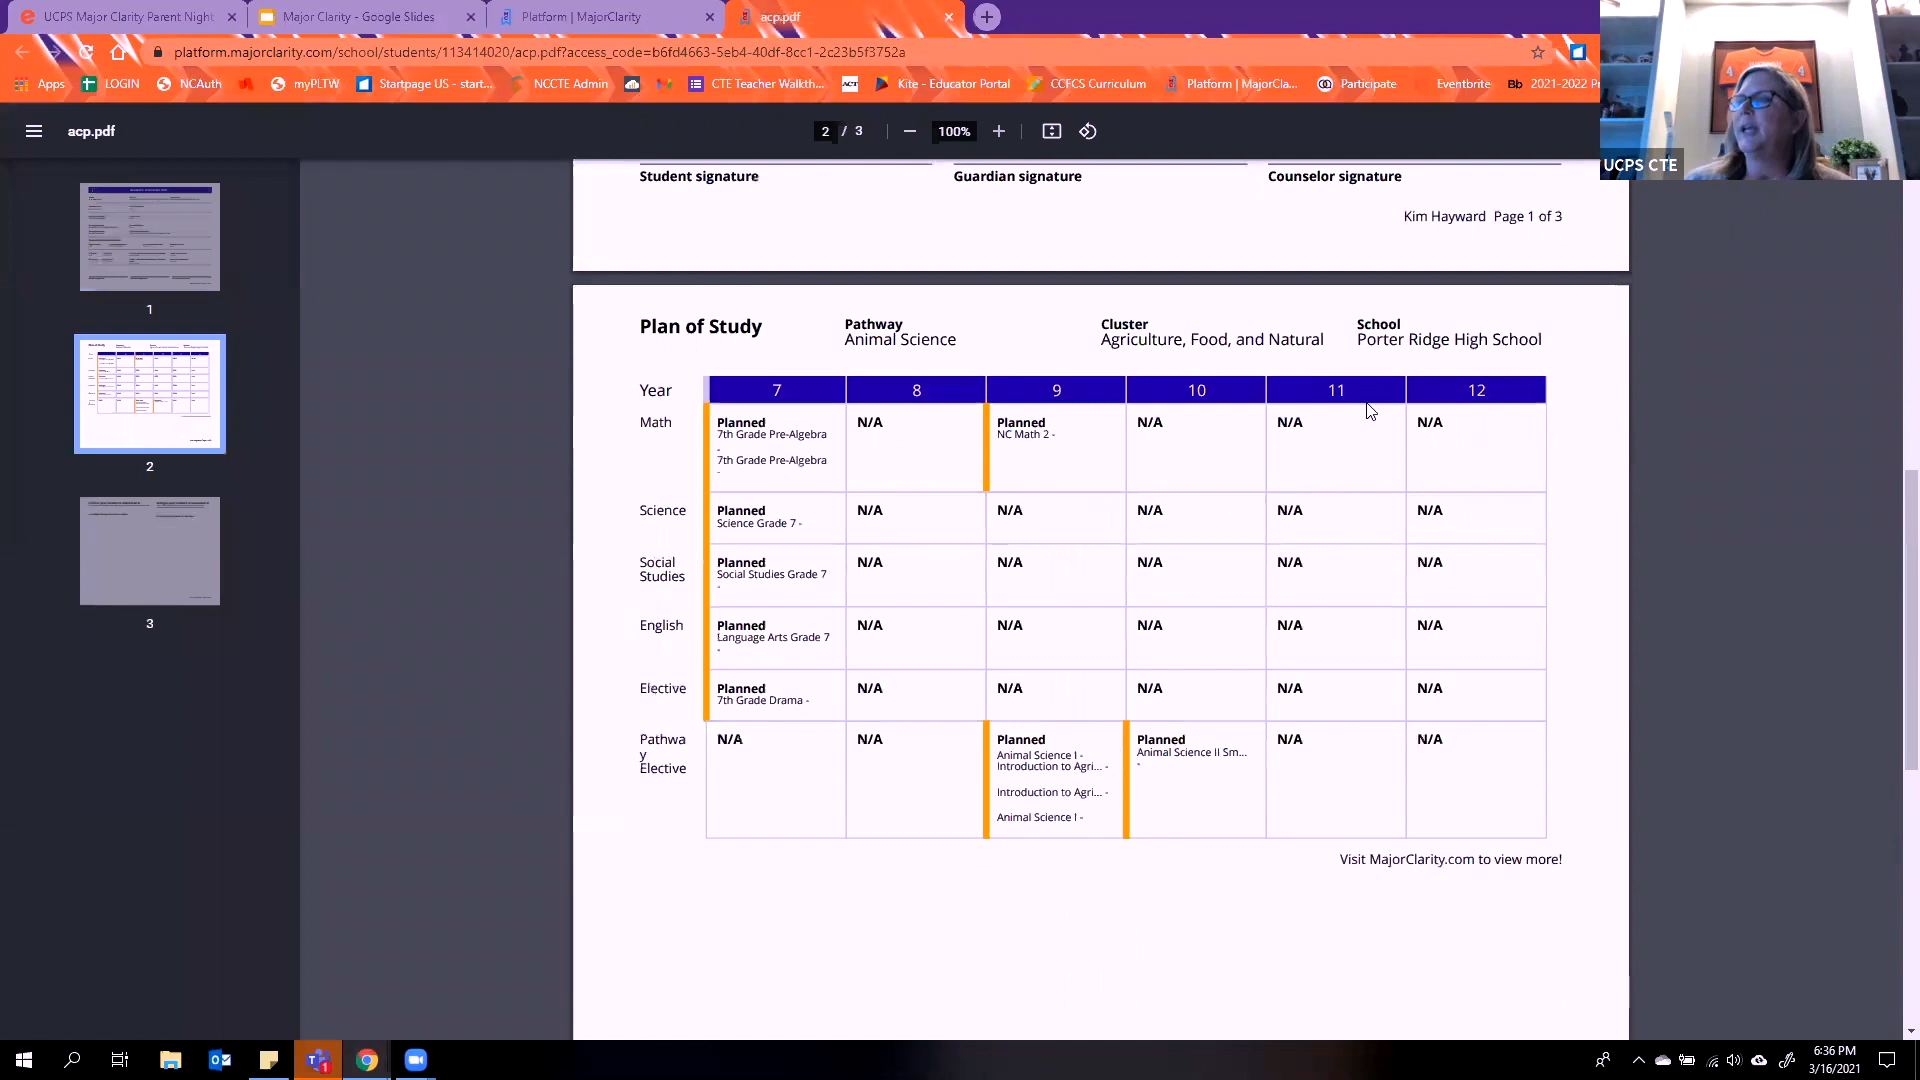 UCPS Major Clarity Parent Night
Major Clarity - Google Slides
Platform | MajorClarity
acp.pdf
platform.majorclarity.com/school/students/113414020/acp.pdf?access_code=b6fd4663-5eb4-40df-8cc1-2c23b5f3752a
Apps
LOGIN
NCAuth
myPLTW
Startpage US - start...
NCCTE Admin
CTE Teacher Walkth...
ACT
Kite - Educator Portal
CCFCS Curriculum
Platform | MajorCla...
Participate
Eventbrite
Bb 2021-2022
UCPS CTE
acp.pdf
2 / 3
100%
Student signature
Guardian signature
Counselor signature
Kim Hayward Page 1 of 3
Plan of Study
Pathway
Animal Science
Cluster
Agriculture, Food, and Natural
School
Porter Ridge High School
Year 7 8 9 10 11 12
Math
Planned
7th Grade Pre-Algebra
-
7th Grade Pre-Algebra
-
N/A
Planned
NC Math 2 -
N/A
N/A
N/A
Science
Planned
Science Grade 7 -
N/A
N/A
N/A
N/A
N/A
Social
Studies
Planned
Social Studies Grade 7
-
N/A
N/A
N/A
N/A
N/A
English
Planned
Language Arts Grade 7
-
N/A
N/A
N/A
N/A
N/A
Elective
Planned
7th Grade Drama -
N/A
N/A
N/A
N/A
N/A
Pathwa
y
Elective
N/A
N/A
Planned
Animal Science I -
Introduction to Agri... -
Introduction to Agri... -
Animal Science I -
Planned
Animal Science II Sm...
-
N/A
N/A
Visit MajorClarity.com to view more!
1
2
3
6:36 PM
3/16/2021